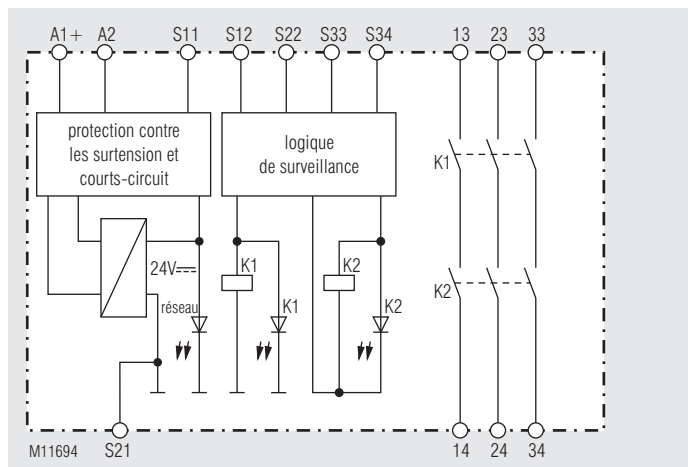 A1+ A2 S11 S12 S22 S33 S34 13 23 33
protection contre
les surtension et
courts-circuit
logique
de surveillance
K1
24V
K1
K2
K2
réseau
K1
K2
M11694 S21 14 24 34